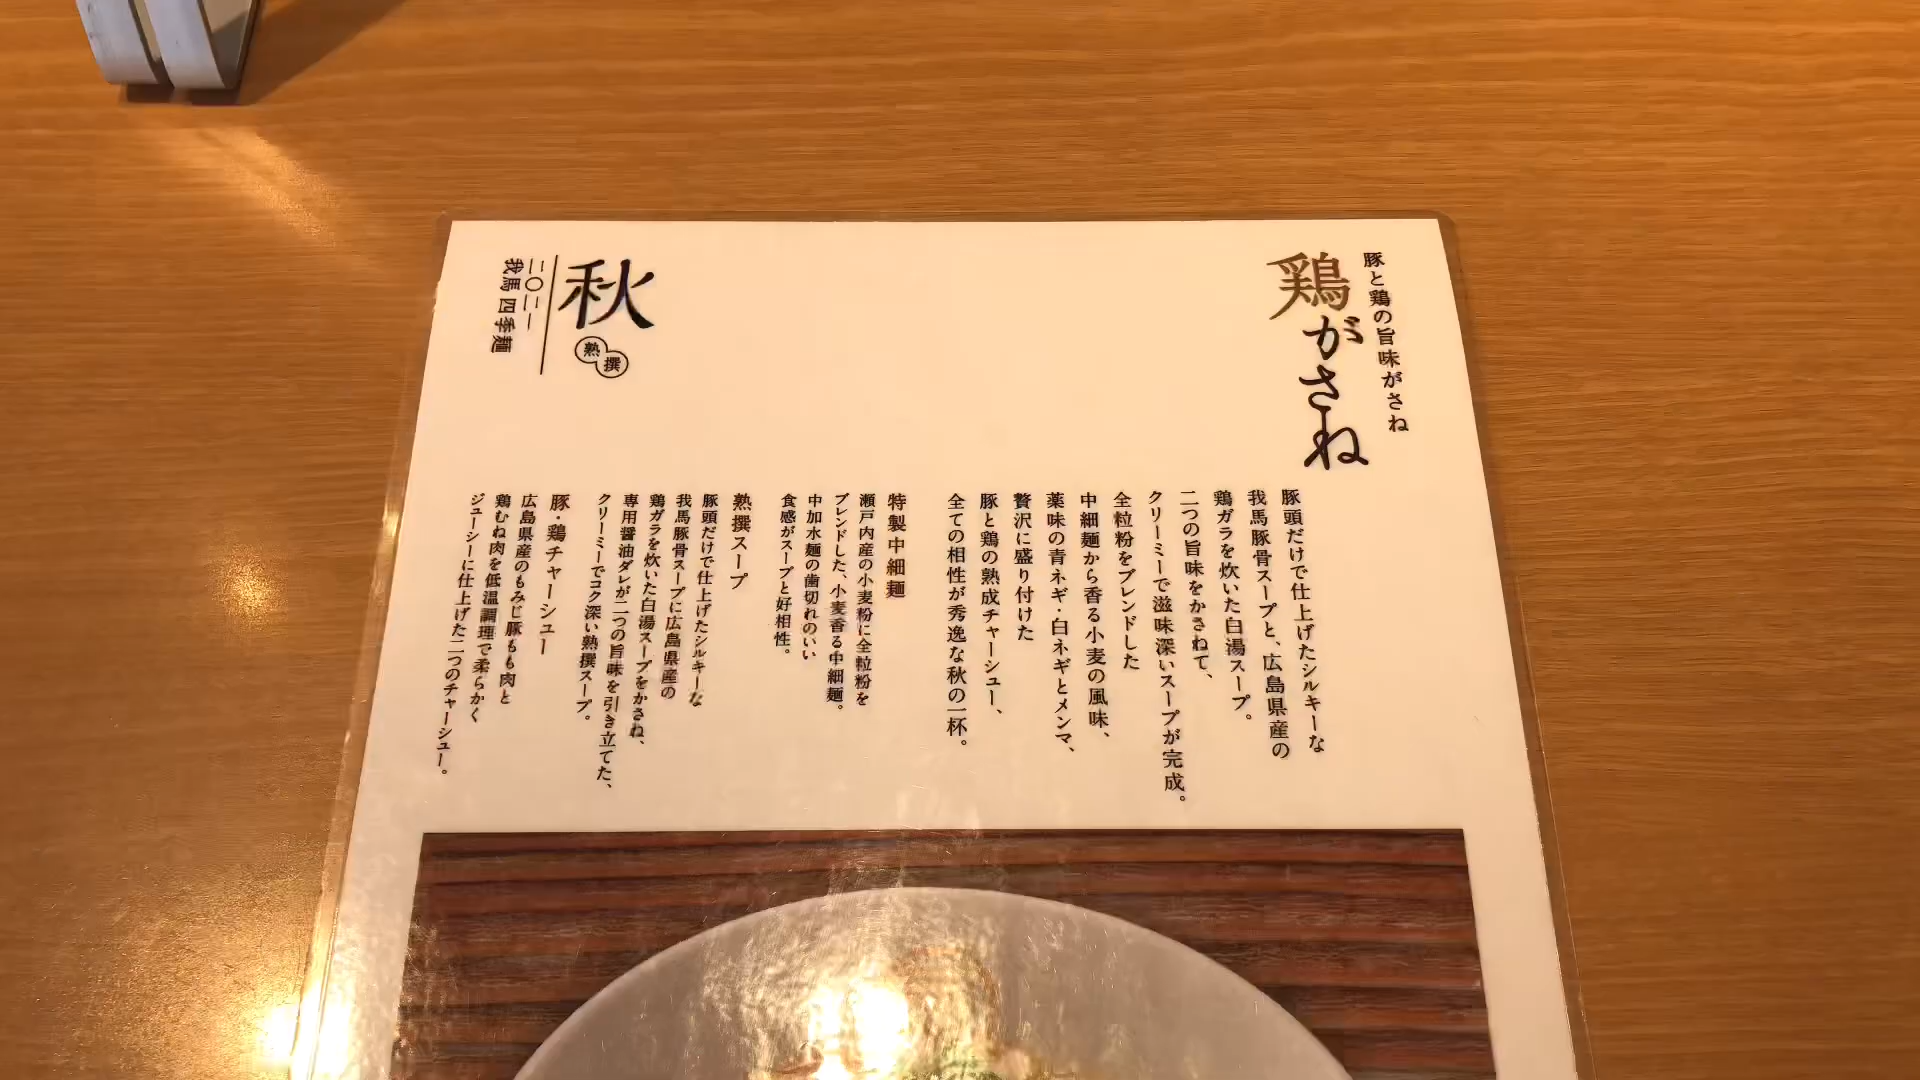 豚と鶏の旨味がさね
鶏がさね
豚頭だけで仕上げたシルキーな
我馬豚骨スープと、広島県産の
鶏ガラを炊いた白湯スープ。
二つの旨味をかさねて、
クリーミーで滋味深いスープが完成。
全粒粉をブレンドした
中細麺から香る小麦の風味、
薬味の青ネギ・白ネギとメンマ、
贅沢に盛り付けた
豚と鶏の熟成チャーシュー、
全ての相性が秀逸な秋の一杯。
特製中細麺
瀬戸内産の小麦粉に全粒粉を
ブレンドした、小麦香る中細麺。
中加水麺の歯切れのいい
食感がスープと好相性。
熟撰スープ
豚頭だけで仕上げたシルキーな
我馬豚骨スープに広島県産の
鶏ガラを炊いた白湯スープをかさね、
専用醤油ダレが二つの旨味を引き立てた、
クリーミーでコク深い熟撰スープ。
豚・鶏チャーシュー
広島県産のもみじ豚もも肉と
鶏むね肉を低温調理で柔らかく
ジューシーに仕上げた二つのチャーシュー。
秋
熟撰
二〇二一
我馬 四季麺